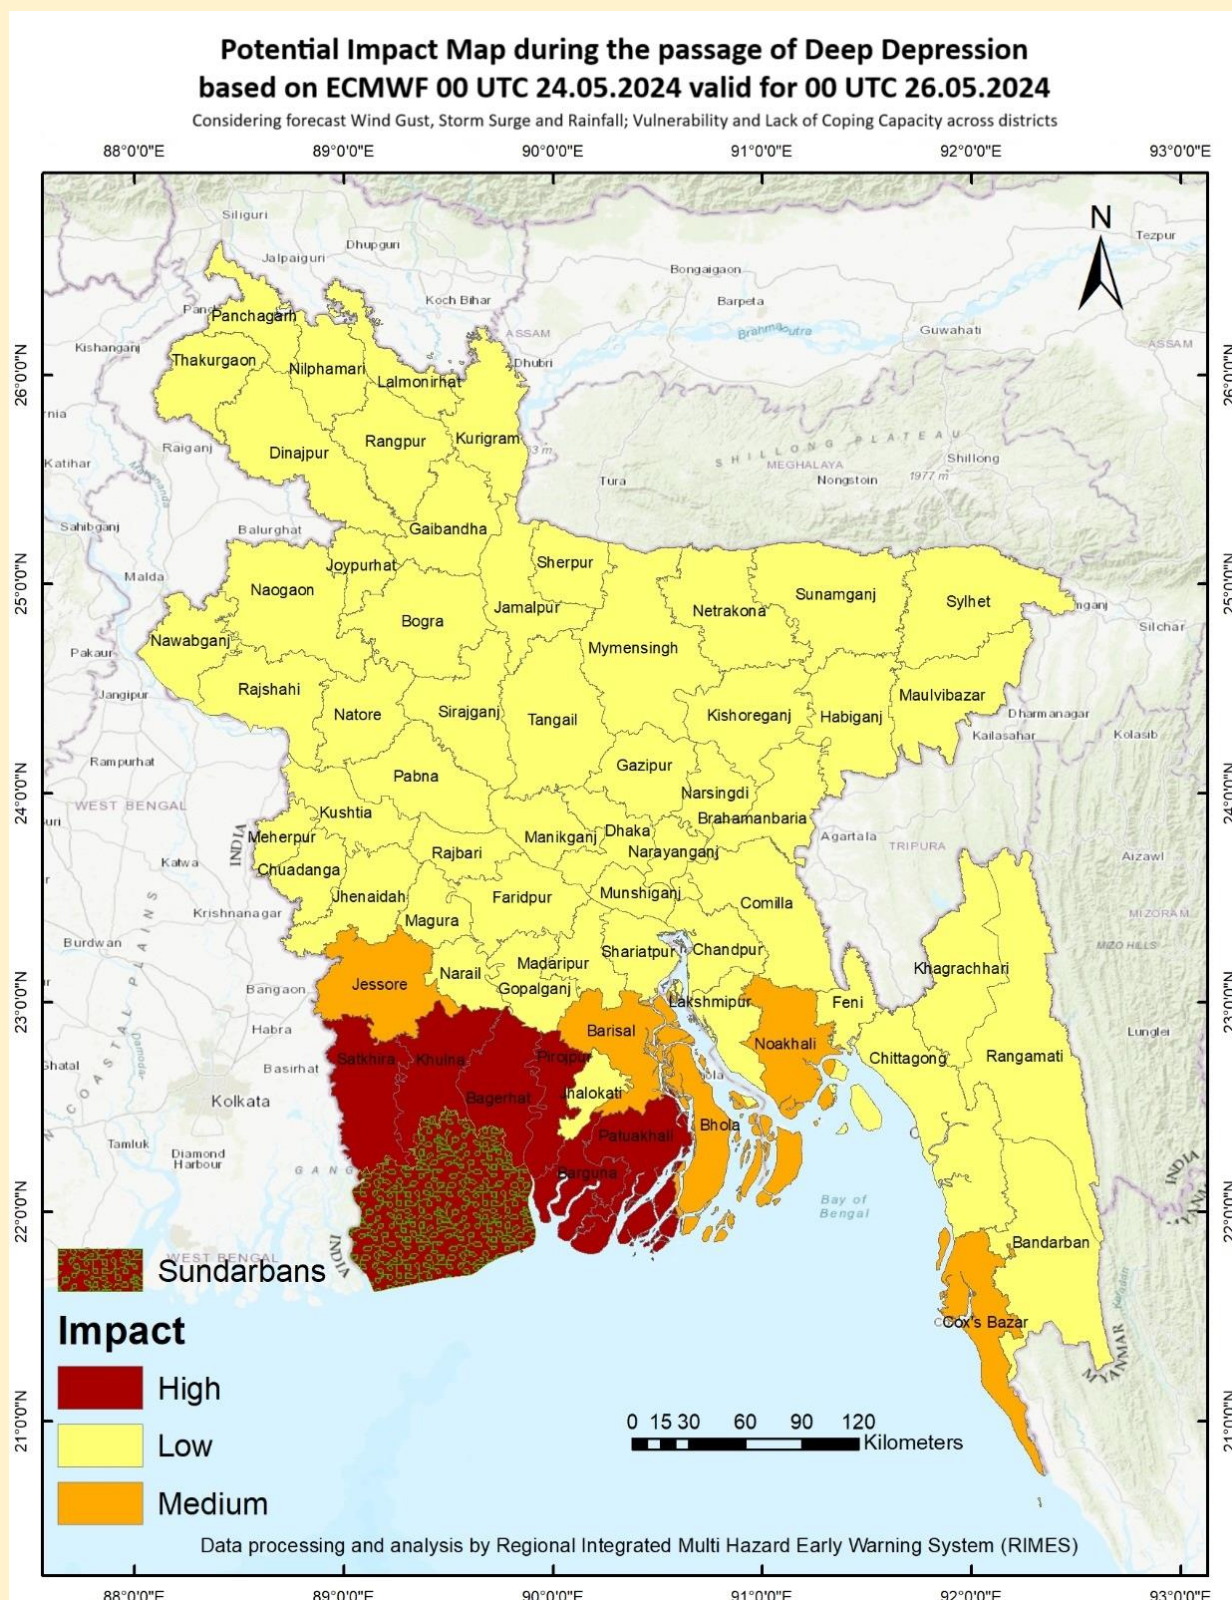 Potential Impact Map during the passage of Deep Depression
based on ECMWF 00 UTC 24.05.2024 valid for 00 UTC 26.05.2024
Considering forecast Wind Gust, Storm Surge and Rainfall; Vulnerability and Lack of Coping Capacity across districts
88°0'0"E 89°0'0"E 90°0'0"E 91°0'0"E 92°0'0"E 93°0'0"E
N
Siliguri
Tezpur
Dhupguri
Jalpaiguri
Bongaigaon
Koch Bihar
Barpeta
Panchagarh
Guwahati
ASSAM
ASSAM
Kishanganj
Thakurgaon
Dhubri
Nilphamari
26°0'0"N
Lalmonirhat
Rangpur
Kurigram
SHILLONG PLATEAU
Raiganj
Dinajpur
Shillong
Katihar
MEGHALAYA
Tura
Nongstoin
1977 m
Sahibganj
Balurghat
Gaibandha
Joypurhat
Sherpur
Malda
25°0'0"N
Naogaon
Sunamganj
Sylhet
Jamalpur
Netrakona
Bogra
Silchar
Nawabganj
Mymensingh
Pakaur
Rajshahi
Jangipur
Maulvibazar
Natore
Sirajganj
Tangail
Kishoreganj
Habiganj
Dharmanagar
Kailasahar
Kolasib
Rampurhat
Gazipur
Pabna
24°0'0"N
Narsingdi
WEST BENGAL
Kushtia
Brahamanbaria
Meherpur
INDIA
Manikganj
Dhaka
Agartala
TRIPURA
Rajbari
Narayanganj
Aizawl
Katwa
Chuadanga
Jhenaidah
Faridpur
Munshiganj
Comilla
Krishnanagar
Magura
MIZORAM
Burdwan
MIZO HILLS
Shariatpur
Chandpur
Madaripur
Khagrachhari
Narail
Jessore
Bangaon
Gopalganj
23°0'0"N
Lakshmipur
Feni
Habra
Barisal
Lunglei
Noakhali
COASTAL PLAINS
Damodar
Satkhira
Khulna
Pirojpur
Chittagong
Rangamati
Basirhat
Bagerhat
Jhalokati
Kolkata
Bhola
Patuakhali
Tamluk
Diamond
Harbour
Barguna
INDIA
22°0'0"N
Bay of
Bengal
Bandarban
WEST BENGAL
INDIA
Sundarbans
Cox's Bazar
Impact
MYANMAR
High
21°0'0"N
0 15 30 60 90 120
Kilometers
Low
Medium
Data processing and analysis by Regional Integrated Multi Hazard Early Warning System (RIMES)
88°0'0"E 89°0'0"E 90°0'0"E 91°0'0"E 92°0'0"E 93°0'0"E